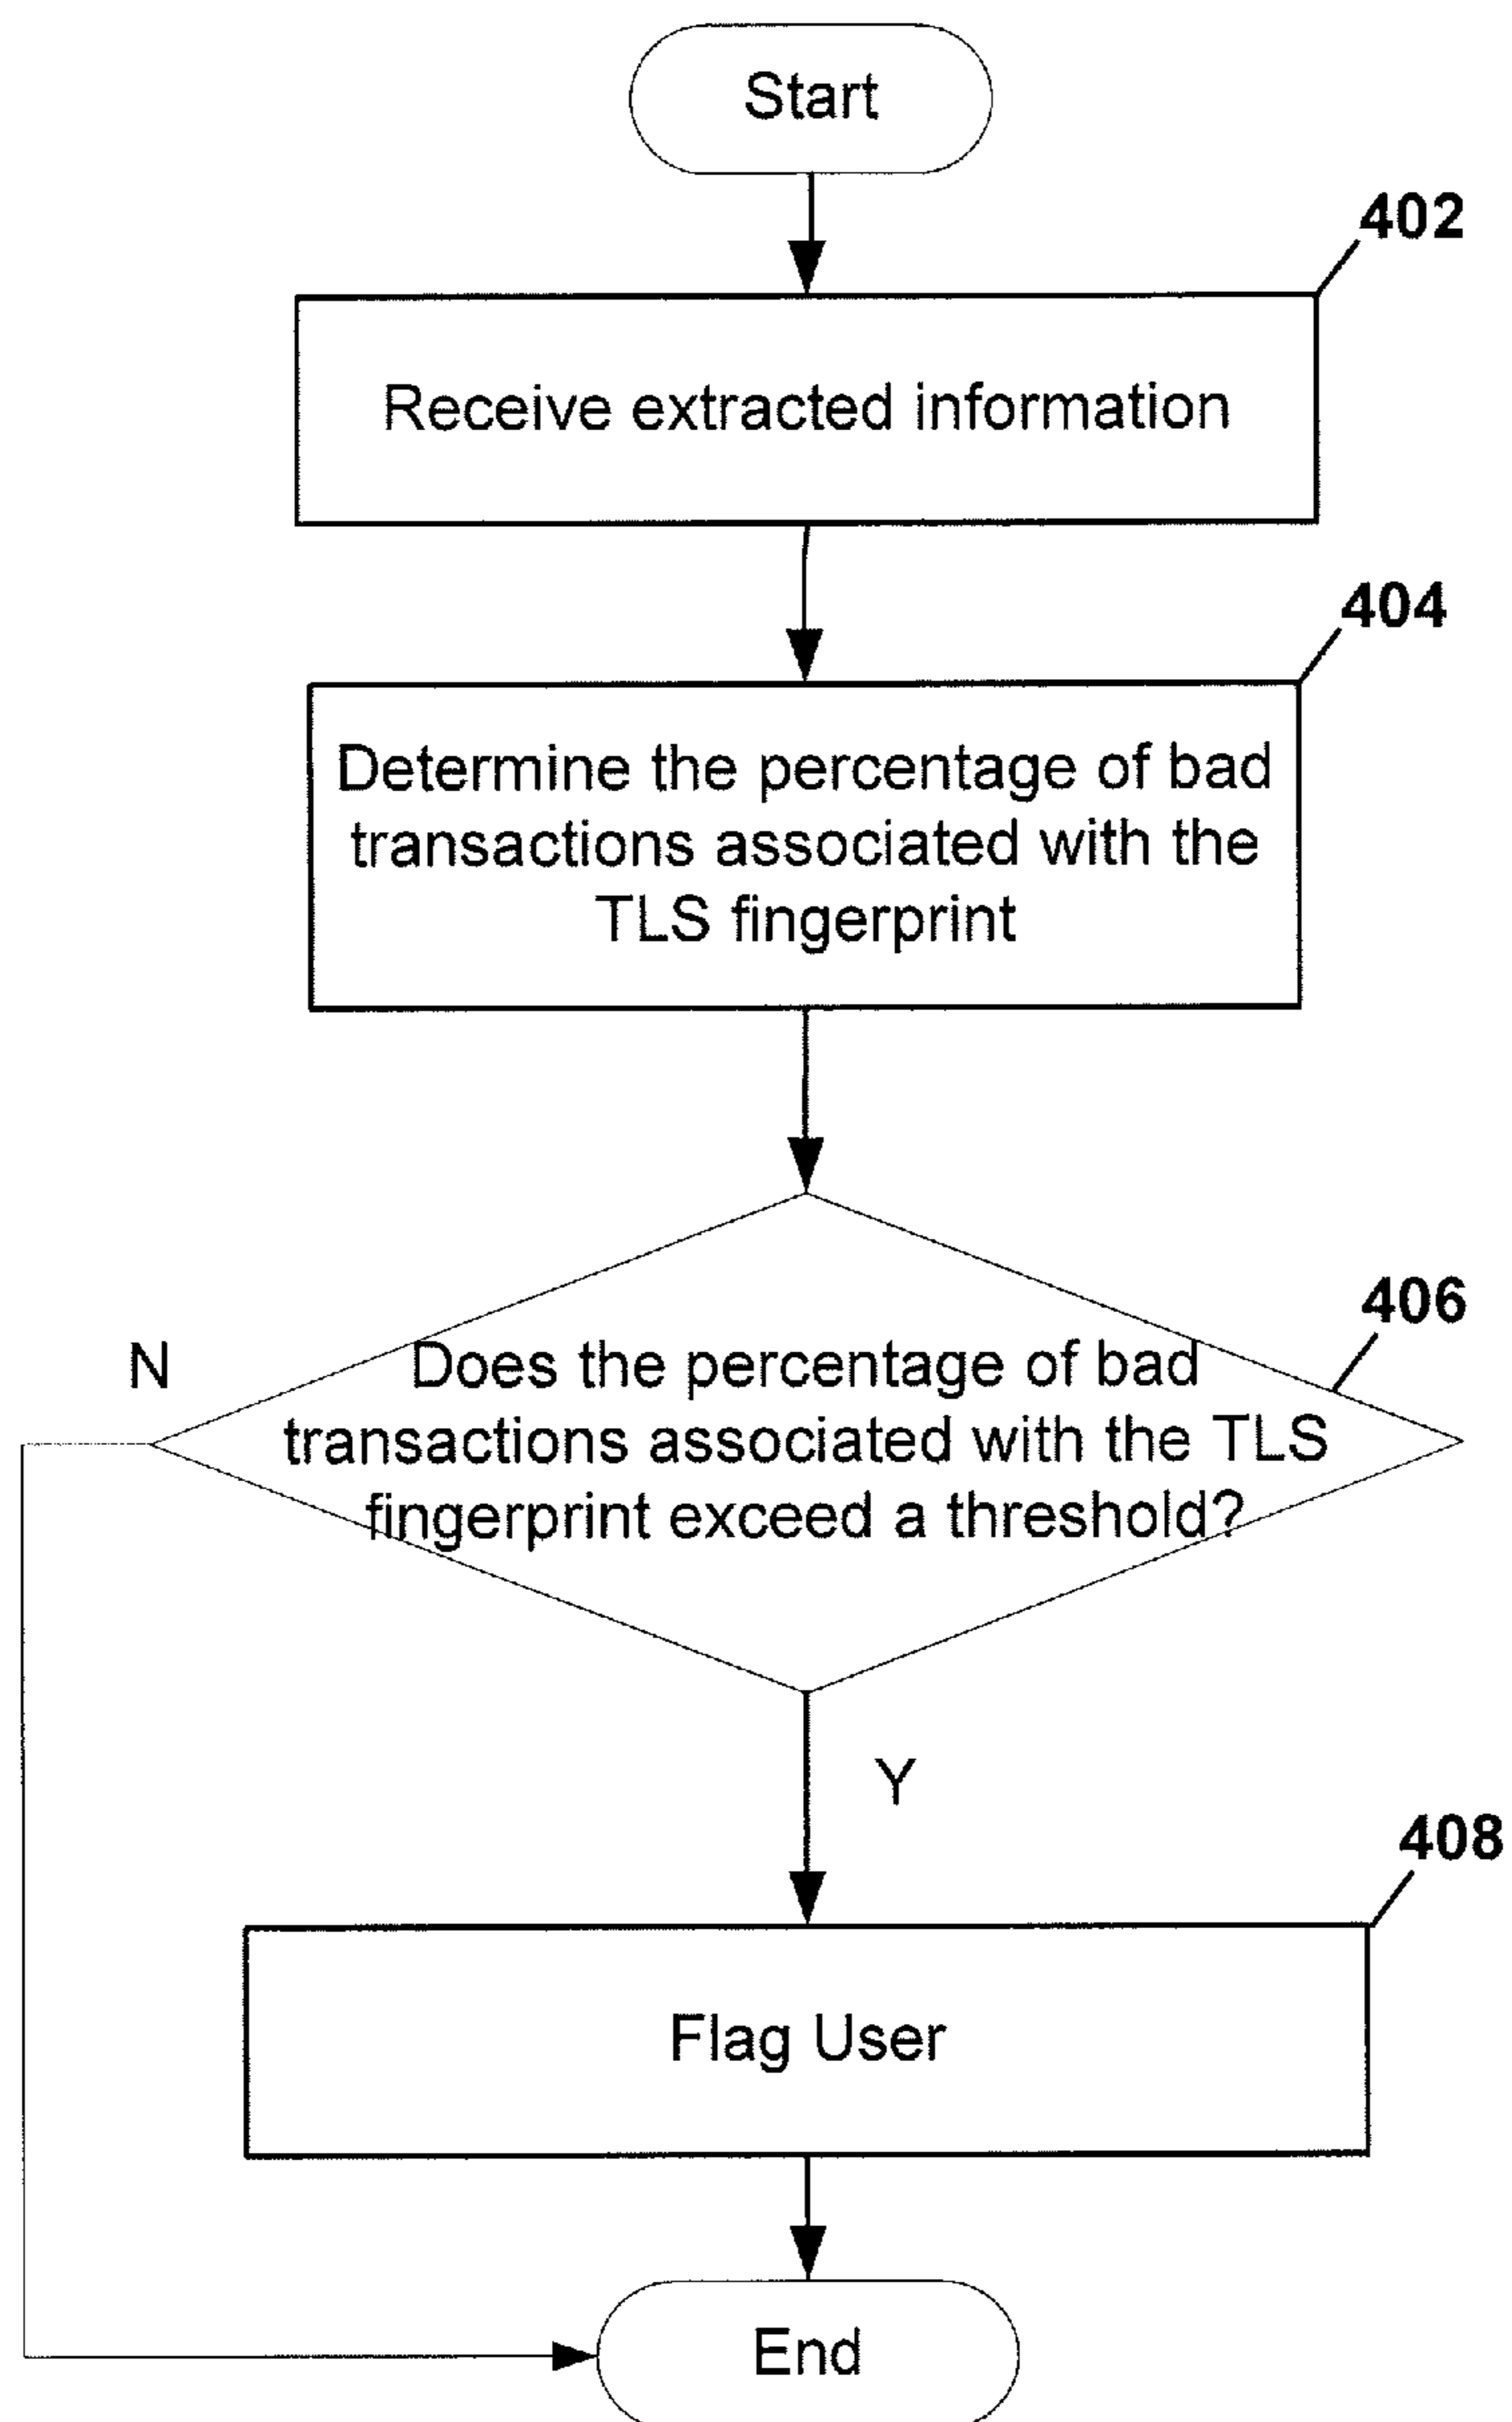 Start
402
Receive extracted information
404
Determine the percentage of bad
transactions associated with the
TLS fingerprint
406
N
Does the percentage of bad
transactions associated with the TLS
fingerprint exceed a threshold?
Y
408
Flag User
End